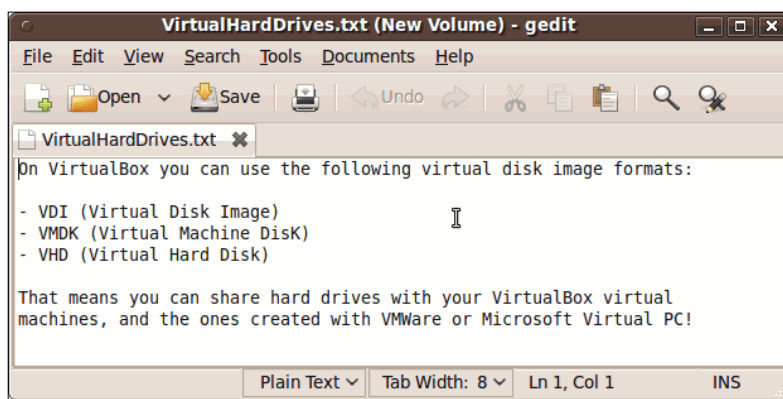 VirtualHardDrives.txt (New Volume) - gedit
File Edit View Search Tools Documents Help
Open Save Undo
VirtualHardDrives.txt
On VirtualBox you can use the following virtual disk image formats:
- VDI (Virtual Disk Image)
- VMDK (Virtual Machine DisK)
- VHD (Virtual Hard Disk)
That means you can share hard drives with your VirtualBox virtual
machines, and the ones created with VMWare or Microsoft Virtual PC!
Plain Text Tab Width: 8 Ln 1, Col 1 INS